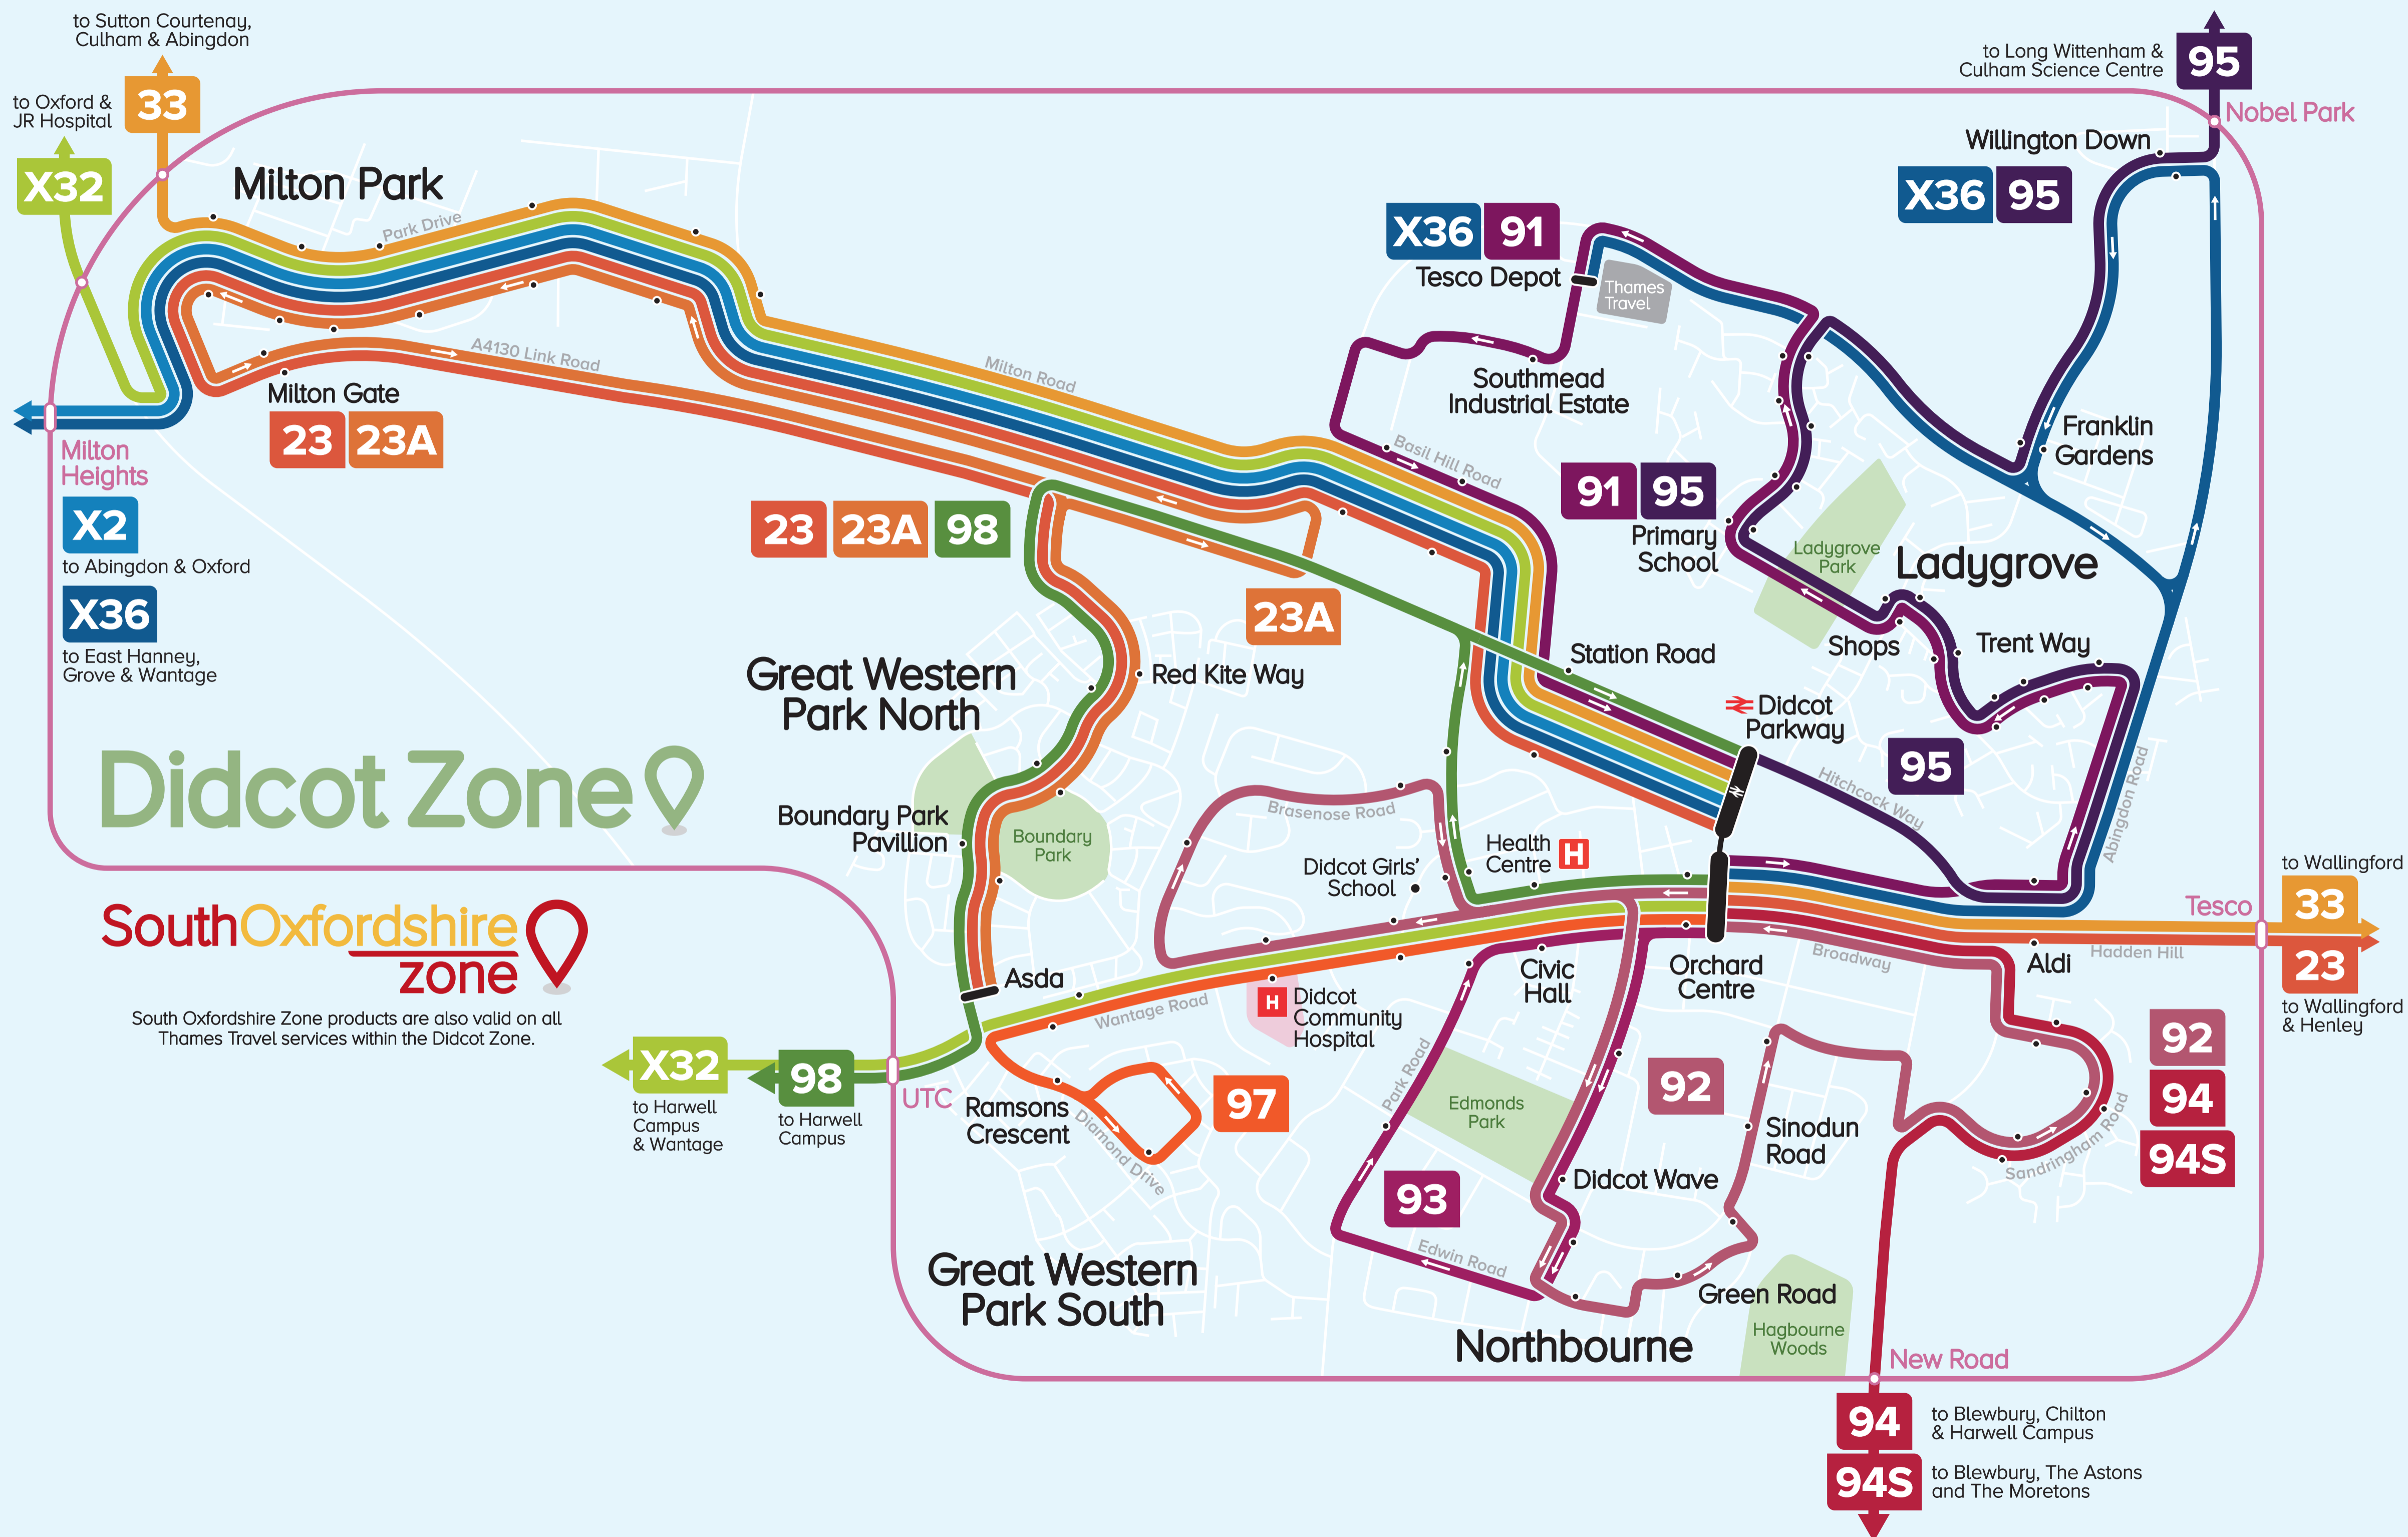 to Sutton Courtenay,
Culham & Abingdon
33
to Oxford &
JR Hospital
X32
Milton Park
Park Drive
A4130 Link Road
Milton Gate
23 23A
Milton Road
Milton
Heights
X2
to Abingdon & Oxford
X36
to East Hanney,
Grove & Wantage
to Long Wittenham &
Culham Science Centre
95
Nobel Park
Willington Down
X36 95
X36 91
Tesco Depot
Thames
Travel
Southmead
Industrial Estate
Basil Hill Road
Franklin
Gardens
91 95
Primary
School
Ladygrove
Park
Ladygrove
Shops
Trent Way
23 23A 98
23A
Station Road
Didcot
Parkway
95
Hitchcock Way
Abingdon Road
Great Western
Park North
Red Kite Way
Didcot Zone
Boundary Park
Pavillion
Boundary
Park
Brasenose Road
Didcot Girls'
School
Health
Centre
H
SouthOxfordshire
zone
South Oxfordshire Zone products are also valid on all
Thames Travel services within the Didcot Zone.
Asda
Wantage Road
H
Didcot
Community
Hospital
Civic
Hall
Orchard
Centre
Broadway
Aldi
Hadden Hill
Tesco
to Wallingford
33
23
to Wallingford
& Henley
X32
to Harwell
Campus
& Wantage
98
to Harwell
Campus
UTC
Ramsons
Crescent
Diamond Drive
97
Park Road
Edmonds
Park
92
Sinodun
Road
Sandringham Road
92
94
94S
93
Didcot Wave
Edwin Road
Green Road
Hagbourne
Woods
Great Western
Park South
Northbourne
New Road
94
to Blewbury, Chilton
& Harwell Campus
94S
to Blewbury, The Astons
and The Moretons